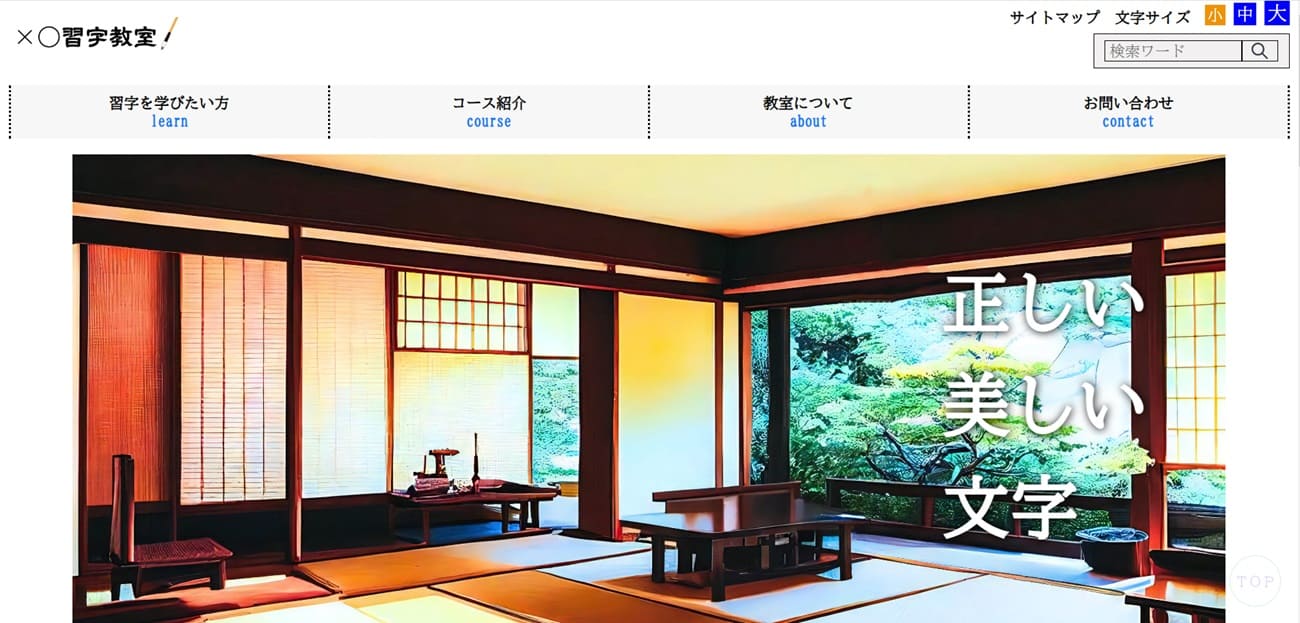 ×〇習字教室
サイトマップ 文字サイズ 小 中 大
検索ワード
習字を学びたい方
learn
コース紹介
course
教室について
about
お問い合わせ
contact
正しい
美しい
文字
TOP